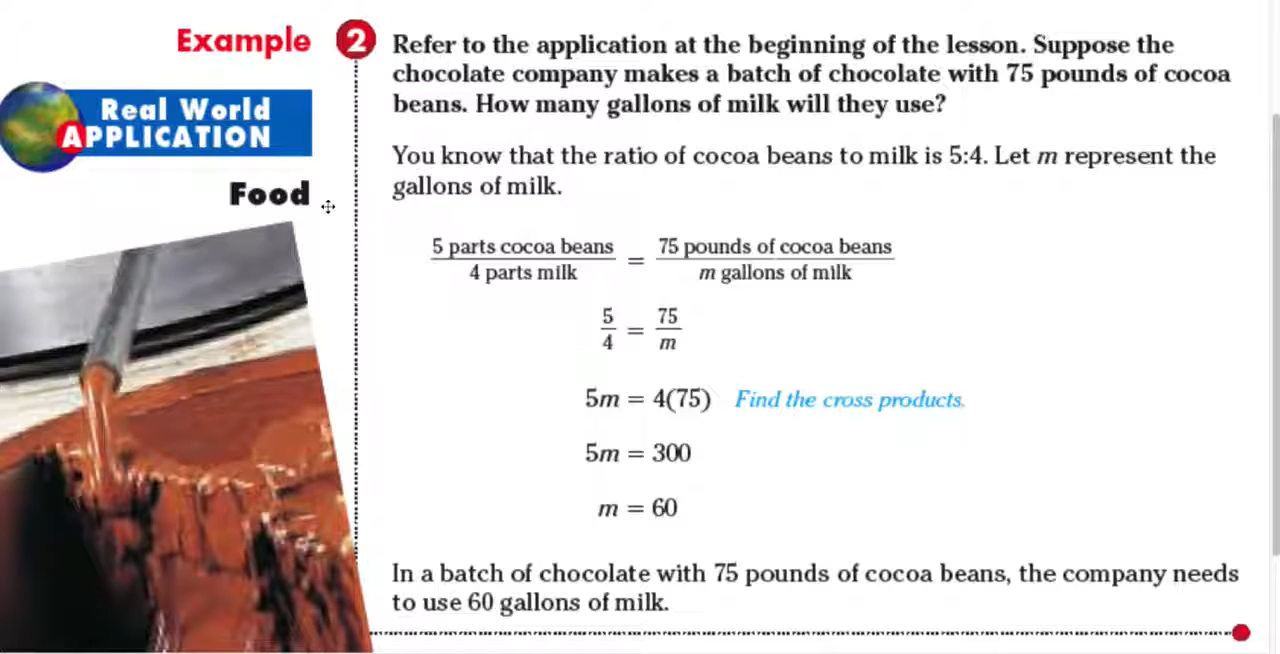 Example 2
Refer to the application at the beginning of the lesson. Suppose the
chocolate company makes a batch of chocolate with 75 pounds of cocoa
beans. How many gallons of milk will they use?
Real World
APPLICATION
Food
You know that the ratio of cocoa beans to milk is 5:4. Let m represent the
gallons of milk.
5 parts cocoa beans = 75 pounds of cocoa beans
4 parts milk m gallons of milk
5 = 75
4 m
5m = 4(75) Find the cross products.
5m = 300
m = 60
In a batch of chocolate with 75 pounds of cocoa beans, the company needs
to use 60 gallons of milk.